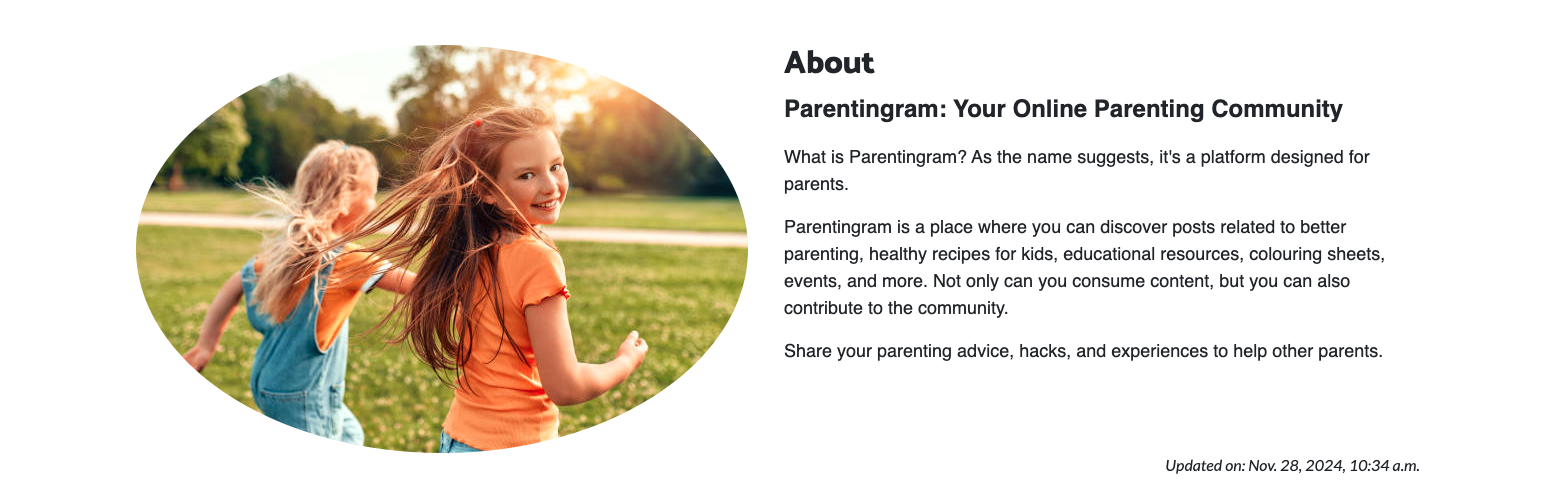 About
Parentingram: Your Online Parenting Community
What is Parentingram? As the name suggests, it's a platform designed for
parents.
Parentingram is a place where you can discover posts related to better
parenting, healthy recipes for kids, educational resources, colouring sheets,
events, and more. Not only can you consume content, but you can also
contribute to the community.
Share your parenting advice, hacks, and experiences to help other parents.
Updated on: Nov. 28, 2024, 10:34 a.m.